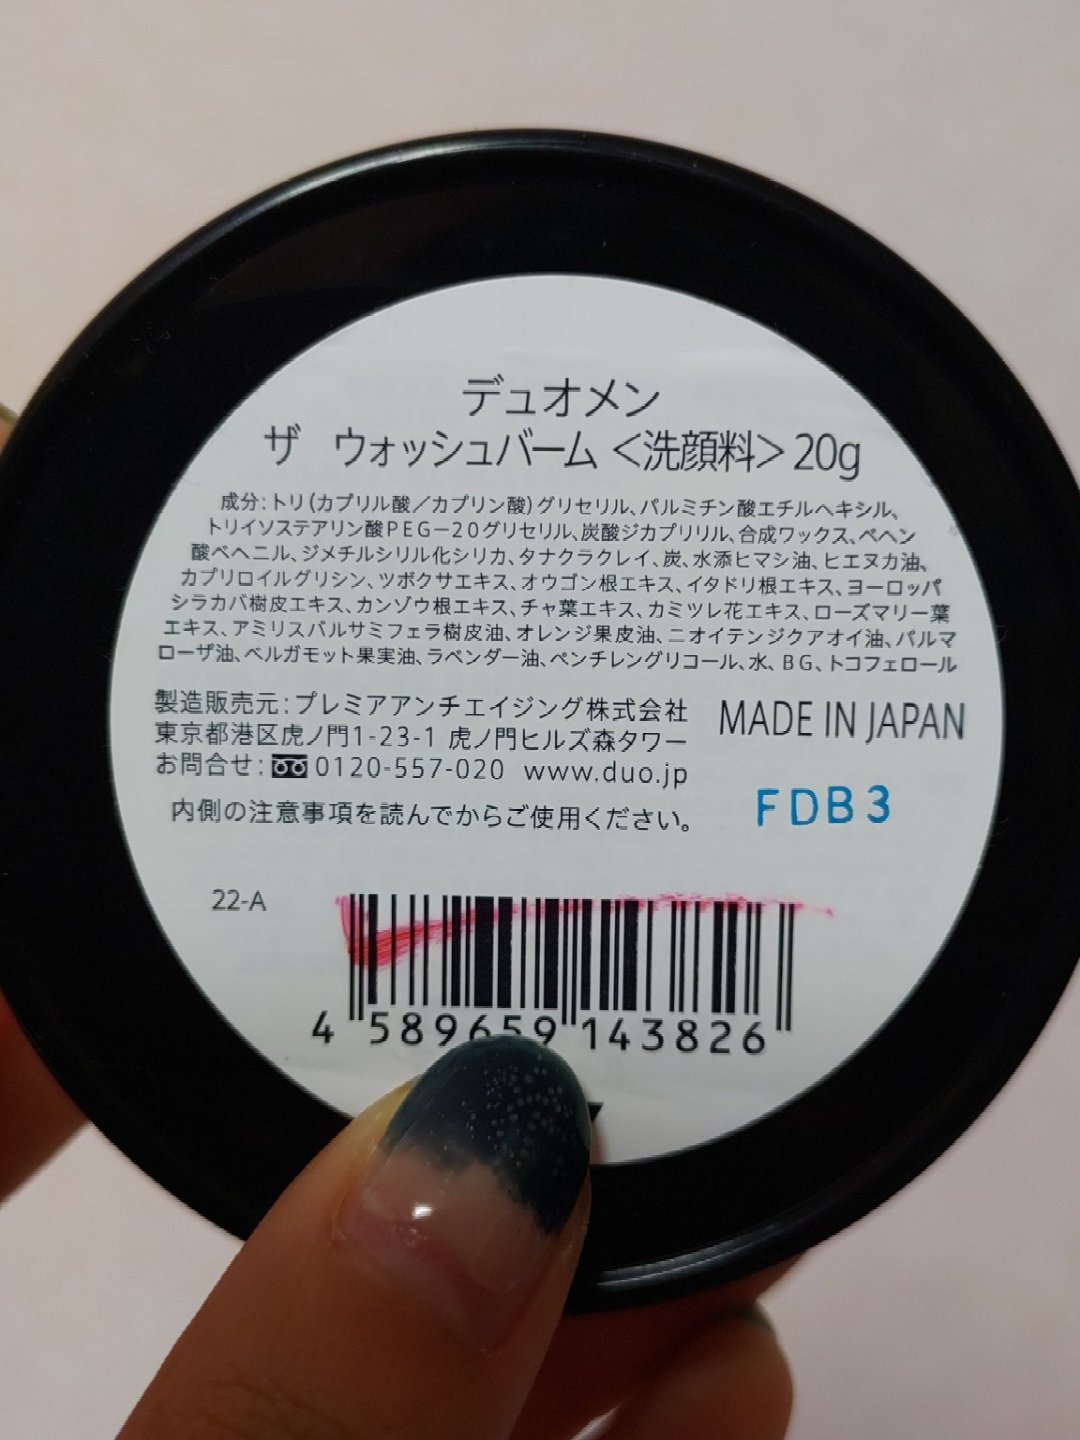 デュオメン
ザ ウォッシュバーム<洗顔料>20g
成分:トリ(カプリル酸/カプリン酸)グリセリル、パルミチン酸エチルヘキシル、
トリイソステアリン酸PEG-20グリセリル、炭酸ジカプリリル、合成ワックス、ベヘン
酸ベヘニル、ジメチルシリル化シリカ、タナクラクレイ、炭、水添ヒマシ油、ヒエヌカ油、
カプリロイルグリシン、ツボクサエキス、オウゴン根エキス、イタドリ根エキス、ヨーロッパ
シラカバ樹皮エキス、カンゾウ根エキス、チャ葉エキス、カミツレ花エキス、ローズマリー葉
エキス、アミリスバルサミフェラ樹皮油、オレンジ果皮油、ニオイテンジクアオイ油、パルマ
ローザ油、ベルガモット果実油、ラベンダー油、ペンチレングリコール、水、BG、トコフェロール
製造販売元:プレミアアンチエイジング株式会社
東京都港区虎ノ門1-23-1 虎ノ門ヒルズ森タワー
お問合せ:0120-557-020 www.duo.jp
MADE IN JAPAN
FDB3
内側の注意事項を読んでからご使用ください。
22-A
4 589659 143826